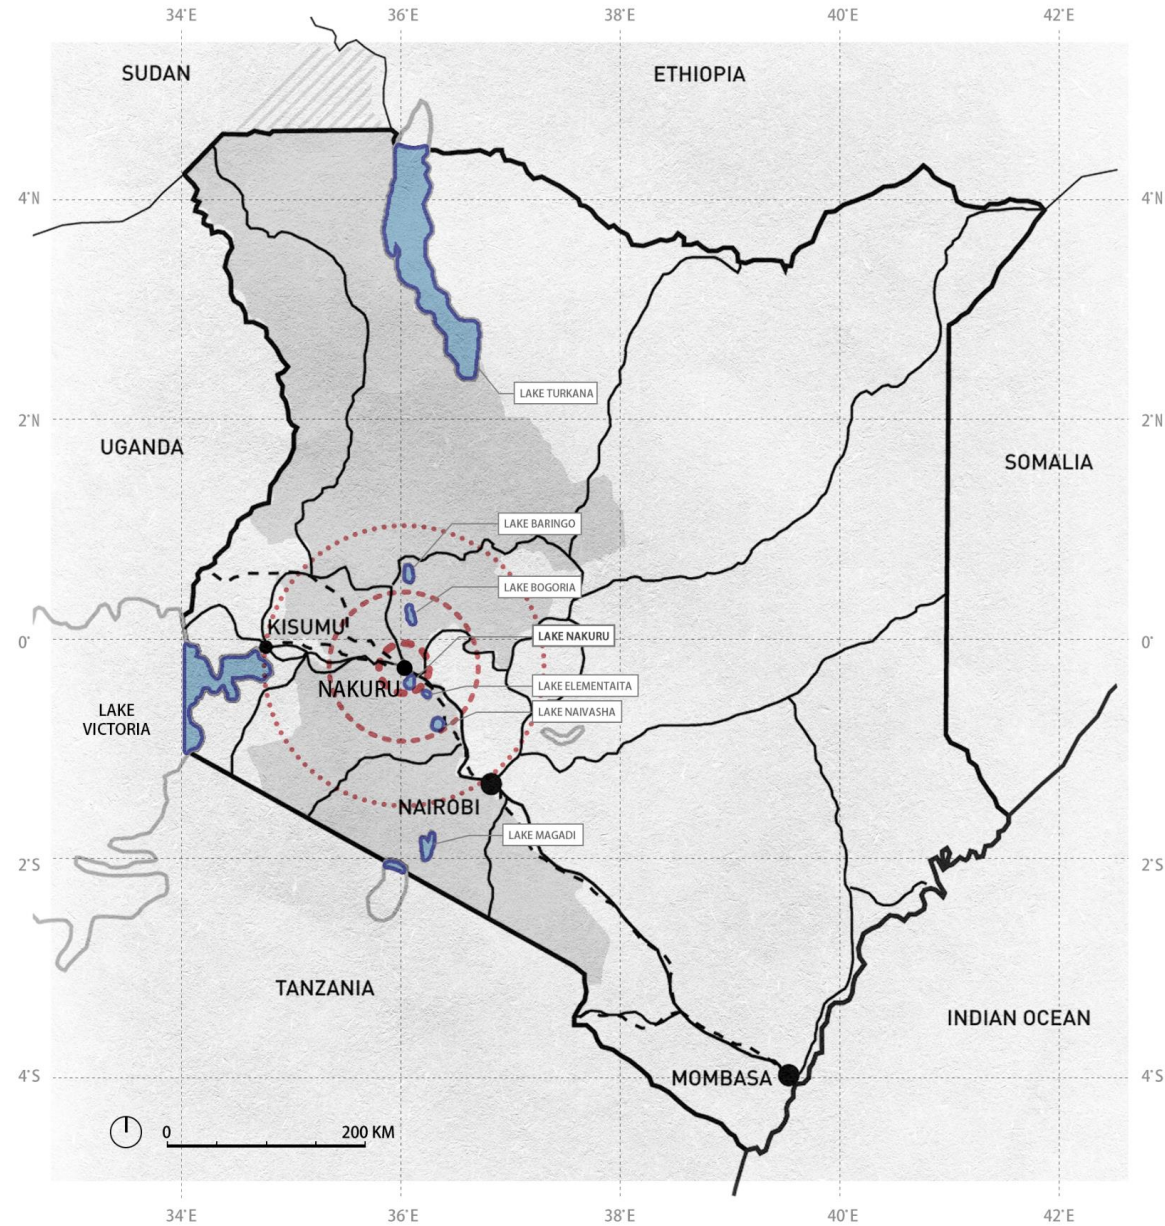 34°E 36°E 38°E 40°E 42°E
SUDAN
ETHIOPIA
4°N 4°N
LAKE TURKANA
2°N 2°N
UGANDA
SOMALIA
LAKE BARINGO
LAKE BOGORIA
KISUMU
LAKE NAKURU
0° 0°
NAKURU
LAKE ELEMENTAITA
LAKE NAIVASHA
LAKE
VICTORIA
NAIROBI
LAKE MAGADI
2°S 2°S
TANZANIA
INDIAN OCEAN
4°S 4°S
MOMBASA
0 200 KM
34°E 36°E 38°E 40°E 42°E